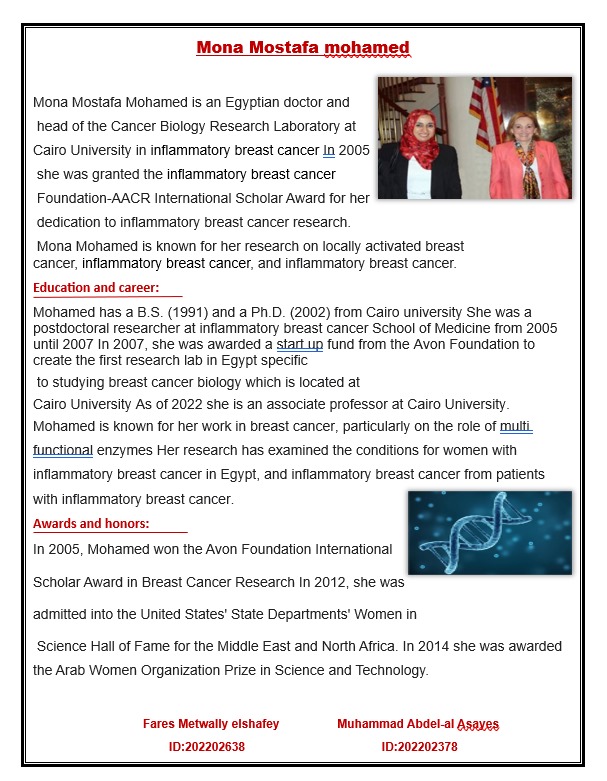 Mona Mostafa mohamed
Mona Mostafa Mohamed is an Egyptian doctor and
head of the Cancer Biology Research Laboratory at
Cairo University in inflammatory breast cancer In 2005
she was granted the inflammatory breast cancer
Foundation-AACR International Scholar Award for her
dedication to inflammatory breast cancer research.
Mona Mohamed is known for her research on locally activated breast
cancer, inflammatory breast cancer, and inflammatory breast cancer.
Education and career:
Mohamed has a B.S. (1991) and a Ph.D. (2002) from Cairo university She was a
postdoctoral researcher at inflammatory breast cancer School of Medicine from 2005
until 2007 In 2007, she was awarded a start up fund from the Avon Foundation to
create the first research lab in Egypt specific
to studying breast cancer biology which is located at
Cairo University As of 2022 she is an associate professor at Cairo University.
Mohamed is known for her work in breast cancer, particularly on the role of multi
functional enzymes Her research has examined the conditions for women with
inflammatory breast cancer in Egypt, and inflammatory breast cancer from patients
with inflammatory breast cancer.
Awards and honors:
In 2005, Mohamed won the Avon Foundation International
Scholar Award in Breast Cancer Research In 2012, she was
admitted into the United States' State Departments' Women in
Science Hall of Fame for the Middle East and North Africa. In 2014 she was awarded
the Arab Women Organization Prize in Science and Technology.
Fares Metwally elshafey Muhammad Abdel-al Asayes
ID:202202638 ID:202202378